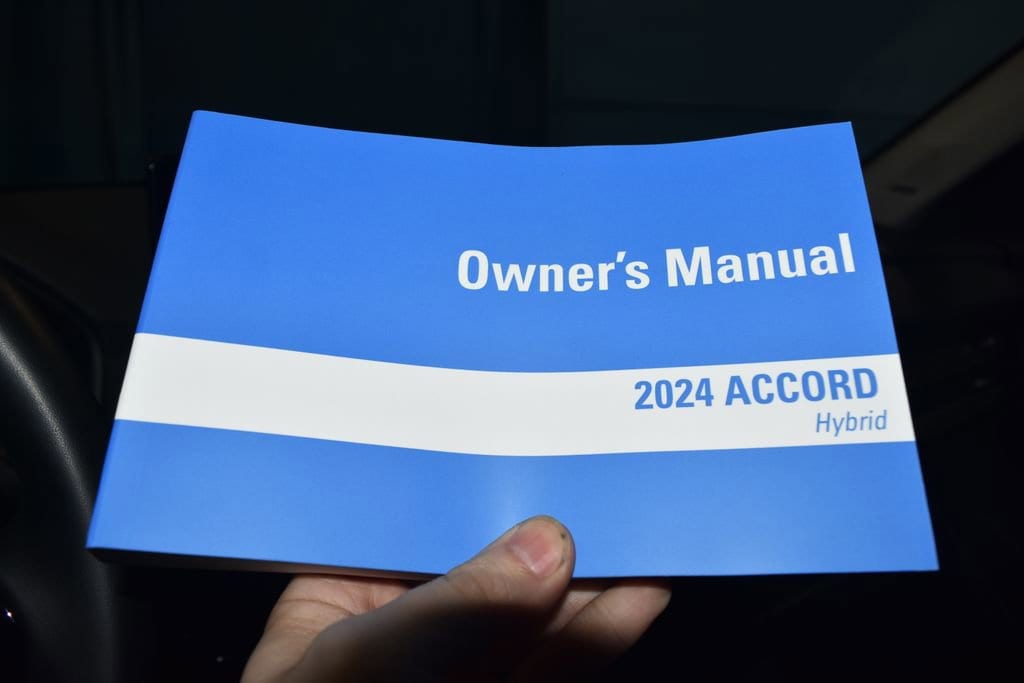 Owner's Manual
2024 ACCORD
Hybrid